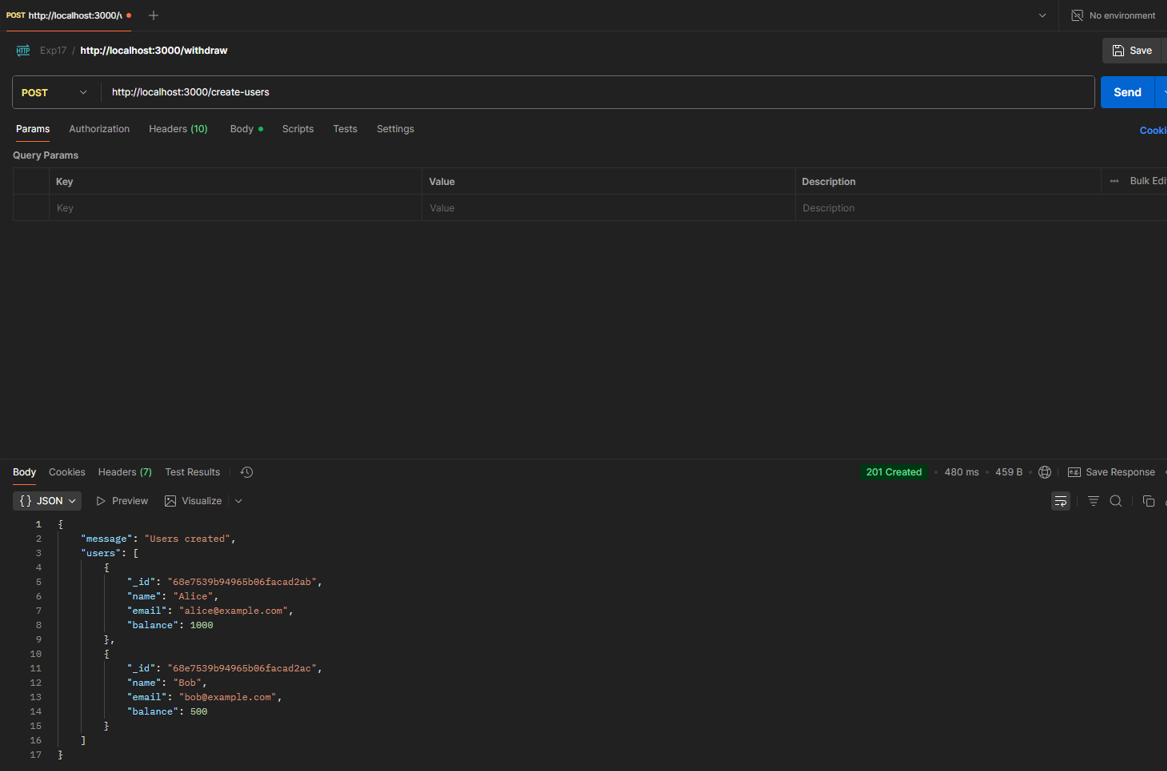 POST http://localhost:3000/v
No environment
HTTP Exp17 / http://localhost:3000/withdraw
Save
POST http://localhost:3000/create-users
Send
Params Authorization Headers (10) Body Scripts Tests Settings
Cooki
Query Params
Key Value Description ••• Bulk Edi
Key Value Description
Body Cookies Headers (7) Test Results
201 Created • 480 ms • 459 B • Save Response
{} JSON Preview Visualize
1 {
2 "message": "Users created",
3 "users": [
4 {
5 "_id": "68e7539b94965b06facad2ab",
6 "name": "Alice",
7 "email": "alice@example.com",
8 "balance": 1000
9 },
10 {
11 "_id": "68e7539b94965b06facad2ac",
12 "name": "Bob",
13 "email": "bob@example.com",
14 "balance": 500
15 }
16 ]
17 }